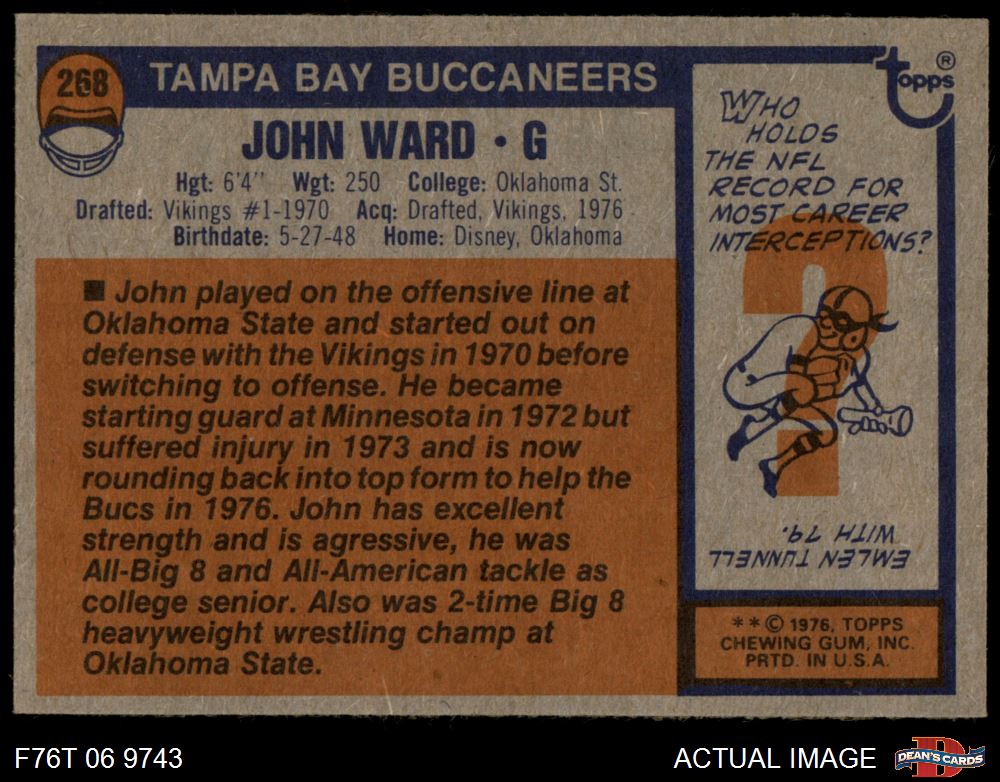 268
TAMPA BAY BUCCANEERS
JOHN WARD • G
Hgt: 6'4" Wgt: 250 College: Oklahoma St.
Drafted: Vikings #1-1970 Acq: Drafted, Vikings, 1976
Birthdate: 5-27-48 Home: Disney, Oklahoma
■ John played on the offensive line at
Oklahoma State and started out on
defense with the Vikings in 1970 before
switching to offense. He became
starting guard at Minnesota in 1972 but
suffered injury in 1973 and is now
rounding back into top form to help the
Bucs in 1976. John has excellent
strength and is agressive, he was
All-Big 8 and All-American tackle as
college senior. Also was 2-time Big 8
heavyweight wrestling champ at
Oklahoma State.
topps®
WHO
HOLDS
THE NFL
RECORD FOR
MOST CAREER
INTERCEPTIONS?
?
EMLEN TUNNELL
WITH 79.
**© 1976, TOPPS
CHEWING GUM, INC.
PRTD. IN U.S.A.
F76T 06 9743
ACTUAL IMAGE
D
DEAN'S CARDS